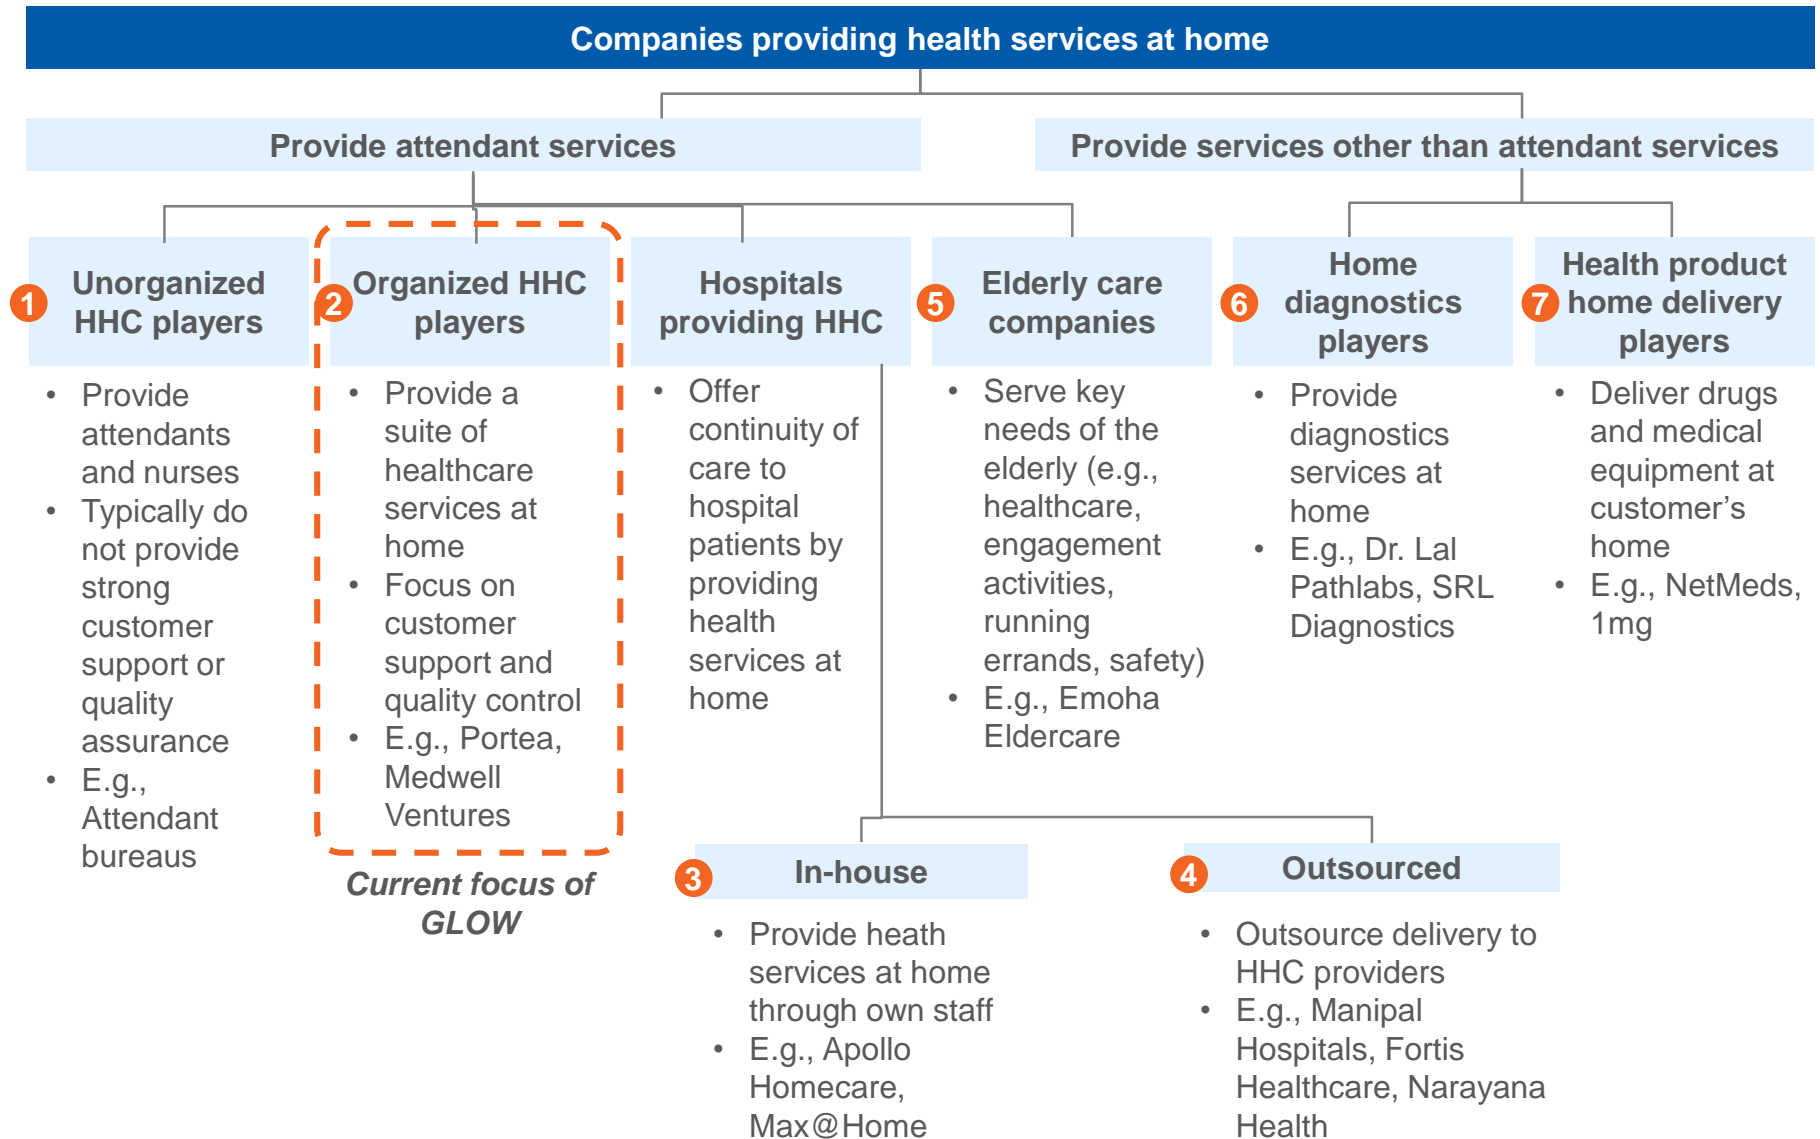 Companies providing health services at home
Provide attendant services
Provide services other than attendant services
1
Unorganized
HHC players
• Provide
attendants
and nurses
• Typically do
not provide
strong
customer
support or
quality
assurance
• E.g.,
Attendant
bureaus
2
Organized HHC
players
• Provide a
suite of
healthcare
services at
home
• Focus on
customer
support and
quality control
• E.g., Portea,
Medwell
Ventures
Current focus of
GLOW
Hospitals
providing HHC
• Offer
continuity of
care to
hospital
patients by
providing
health
services at
home
3
In-house
• Provide heath
services at home
through own staff
• E.g., Apollo
Homecare,
Max@Home
4
Outsourced
• Outsource delivery to
HHC providers
• E.g., Manipal
Hospitals, Fortis
Healthcare, Narayana
Health
5
Elderly care
companies
• Serve key
needs of the
elderly (e.g.,
healthcare,
engagement
activities,
running
errands, safety)
• E.g., Emoha
Eldercare
6
Home
diagnostics
players
• Provide
diagnostics
services at
home
• E.g., Dr. Lal
Pathlabs, SRL
Diagnostics
7
Health product
home delivery
players
• Deliver drugs
and medical
equipment at
customer’s
home
• E.g., NetMeds,
1mg